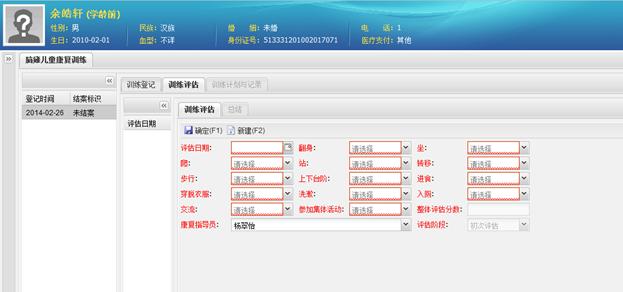 余皓轩 (学龄前)
性别: 男 民族: 汉族 婚 姻: 未婚 电 话: 1
生日: 2010-02-01 血型: 不详 身份证号: 513331201002017071 医疗支付: 其他
脑瘫儿童康复训练
训练登记 训练评估 训练计划与记录
登记时间 结案标识
2014-02-26 未结案
评估日期
训练评估 总结
确定(F1) 新建(F2)
评估日期: 翻身: 请选择 坐: 请选择
爬: 请选择 站: 请选择 转移: 请选择
步行: 请选择 上下台阶: 请选择 进食: 请选择
穿脱衣服: 请选择 洗漱: 请选择 入厕: 请选择
交流: 请选择 参加集体活动: 请选择 整体评估分数:
康复指导员: 杨翠怡 评估阶段: 初次评估